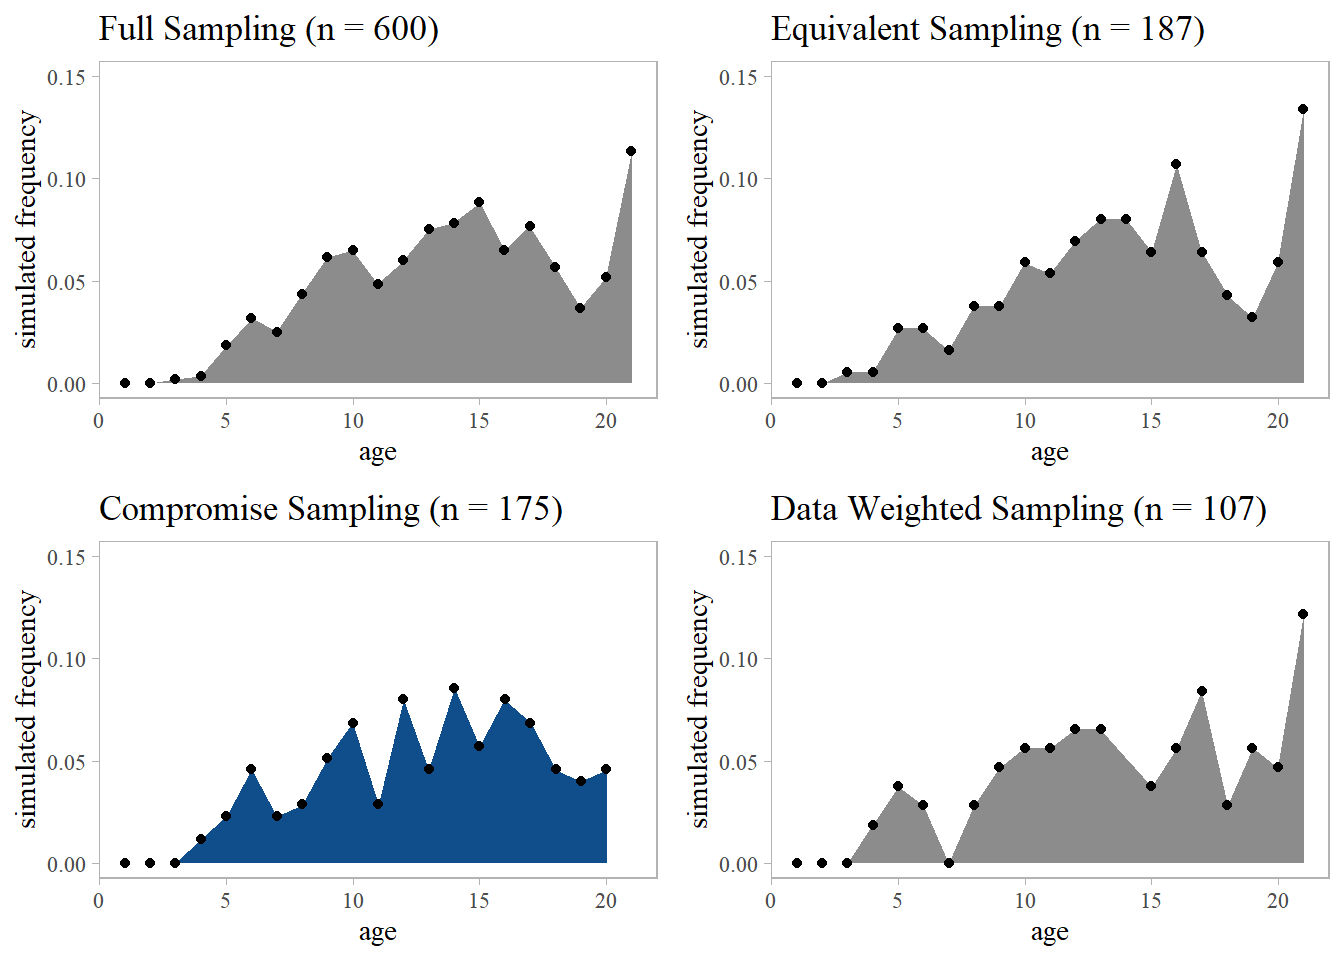 Full Sampling (n = 600)
simulated frequency
0.15
0.10
0.05
0.00
0 5 10 15 20
age
Equivalent Sampling (n = 187)
simulated frequency
0.15
0.10
0.05
0.00
0 5 10 15 20
age
Compromise Sampling (n = 175)
simulated frequency
0.15
0.10
0.05
0.00
0 5 10 15 20
age
Data Weighted Sampling (n = 107)
simulated frequency
0.15
0.10
0.05
0.00
0 5 10 15 20
age